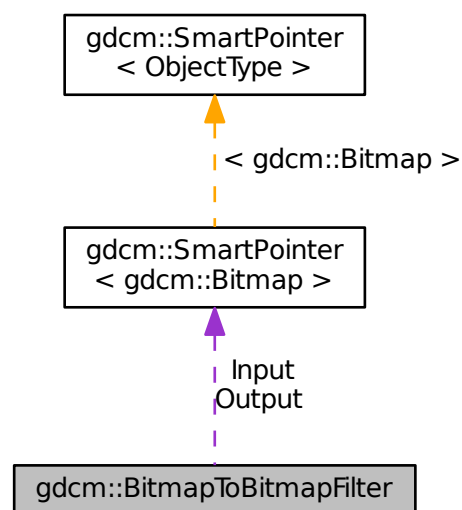 gdcm::SmartPointer
< ObjectType >
< gdcm::Bitmap >
gdcm::SmartPointer
< gdcm::Bitmap >
Input
Output
gdcm::BitmapToBitmapFilter